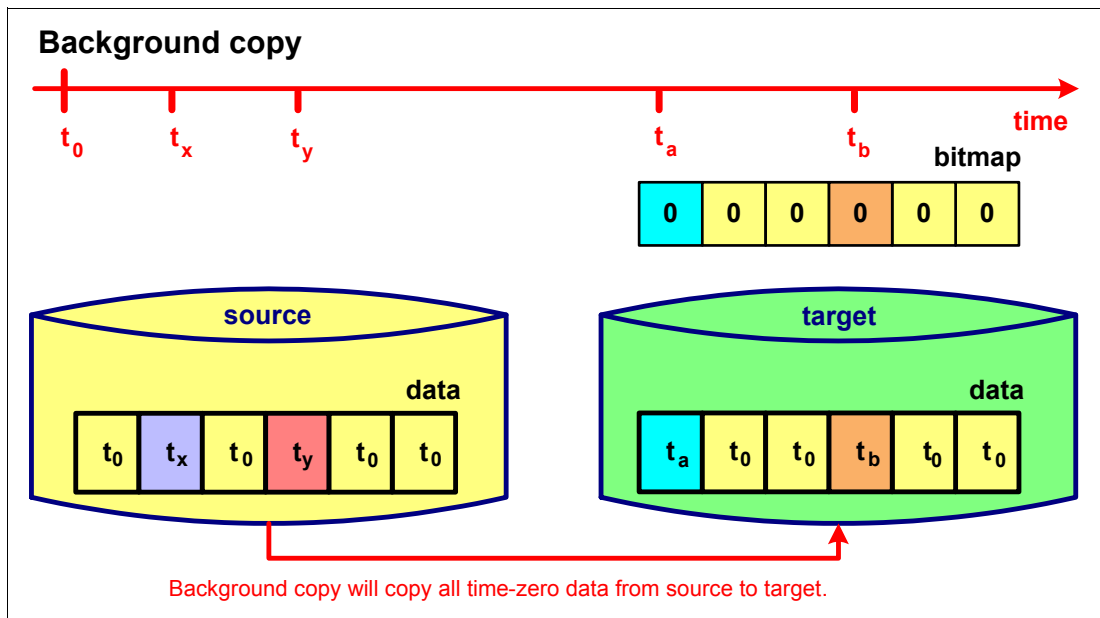 Background copy
t0 tx ty ta tb
time
bitmap
0 0 0 0 0 0
source
target
data
data
t0 tx t0 ty t0 t0
ta t0 t0 tb t0 t0
Background copy will copy all time-zero data from source to target.